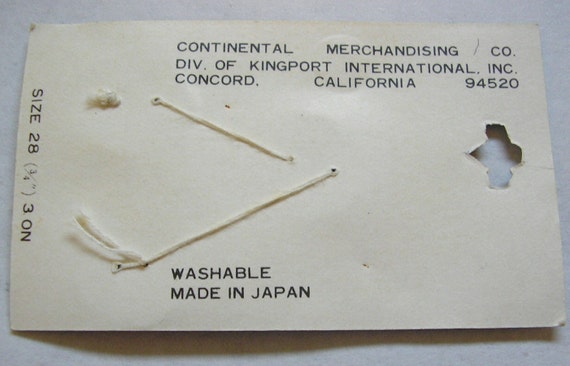 CONTINENTAL MERCHANDISING CO.
DIV. OF KINGPORT INTERNATIONAL, INC.
CONCORD, CALIFORNIA 94520
SIZE 28 (3/4") 3 ON
WASHABLE
MADE IN JAPAN